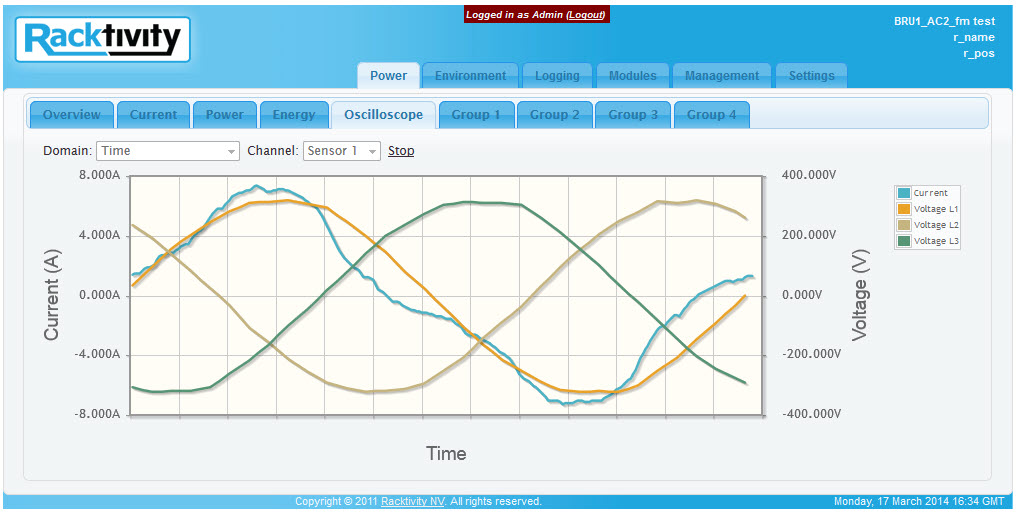 Logged in as Admin (Logout)
Racktivity
BRU1_AC2_fm test
r_name
r_pos
Power Environment Logging Modules Management Settings
Overview Current Power Energy Oscilloscope Group 1 Group 2 Group 3 Group 4
Domain: Time Channel: Sensor 1 Stop
8.000A
4.000A
0.000A
-4.000A
-8.000A
Current (A)
400.000V
200.000V
0.000V
-200.000V
-400.000V
Voltage (V)
Current
Voltage L1
Voltage L2
Voltage L3
Time
Copyright © 2011 Racktivity NV. All rights reserved.
Monday, 17 March 2014 16:34 GMT